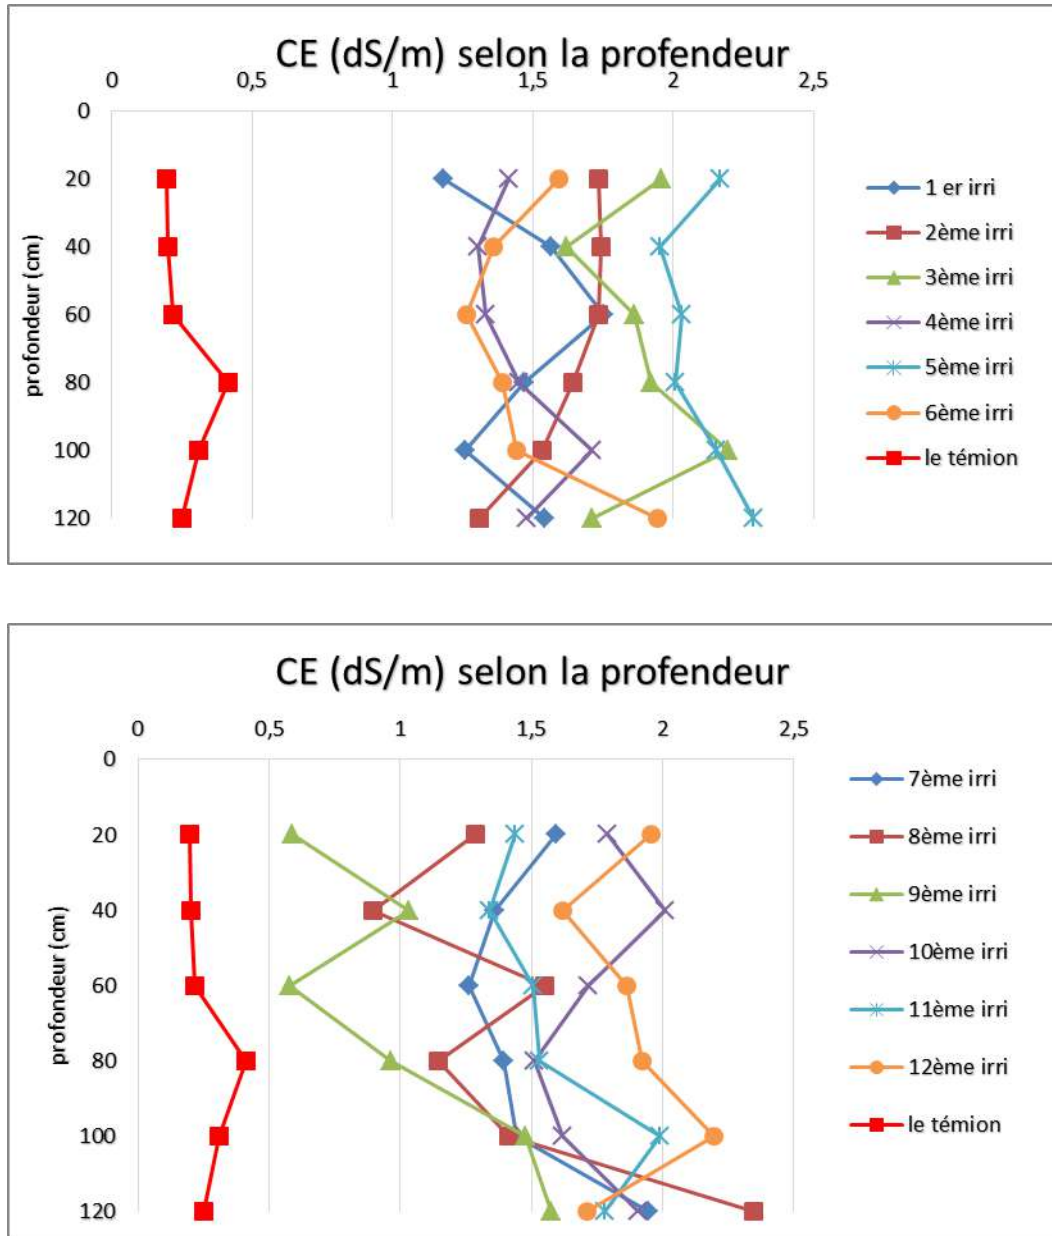 CE (dS/m) selon la profendeur
0 0,5 1 1,5 2 2,5
0
20
40
60
80
100
120
profondeur (cm)
1 er irri
2ème irri
3ème irri
4ème irri
5ème irri
6ème irri
le témion
CE (dS/m) selon la profendeur
0 0,5 1 1,5 2 2,5
0
20
40
60
80
100
120
profondeur (cm)
7ème irri
8ème irri
9ème irri
10ème irri
11ème irri
12ème irri
le témion